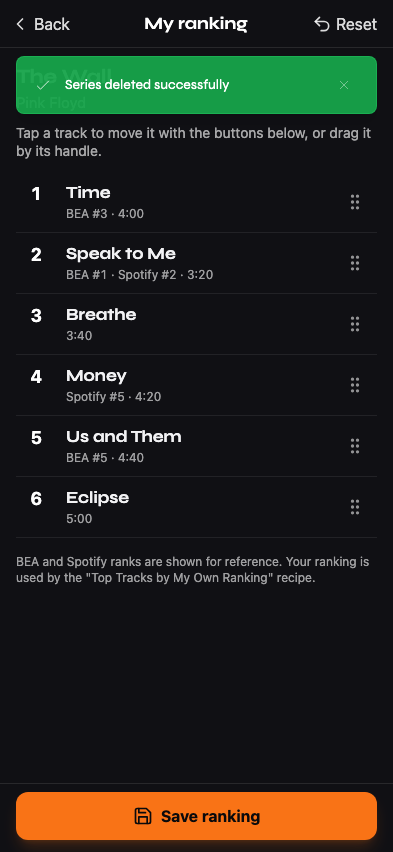 Back
My ranking
Reset
The Wall
Pink Floyd
Series deleted successfully
Tap a track to move it with the buttons below, or drag it
by its handle.
1
Time
BEA #3 · 4:00
2
Speak to Me
BEA #1 · Spotify #2 · 3:20
3
Breathe
3:40
4
Money
Spotify #5 · 4:20
5
Us and Them
BEA #5 · 4:40
6
Eclipse
5:00
BEA and Spotify ranks are shown for reference. Your ranking is
used by the "Top Tracks by My Own Ranking" recipe.
Save ranking